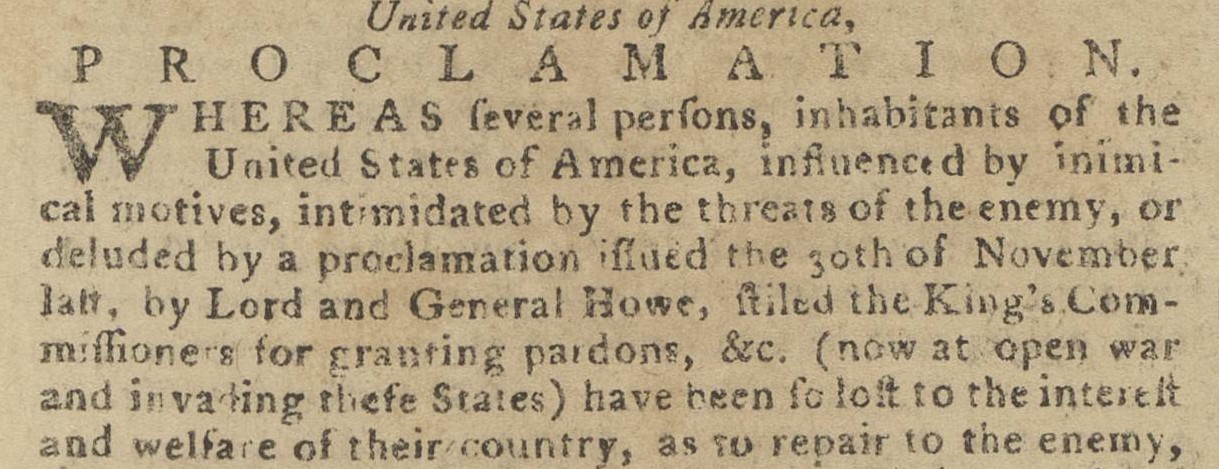 United States of America,
PROCLAMATION.
WHEREAS ſeveral perſons, inhabitants of the
United States of America, influenced by inimi-
cal motives, intimidated by the threats of the enemy, or
deluded by a proclamation iſſued the 30th of November
laſt, by Lord and General Howe, ſtiled the King's Com-
miſſioners for granting pardons, &c. (now at open war
and invading theſe States) have been ſo loſt to the intereſt
and welfare of their country, as to repair to the enemy,